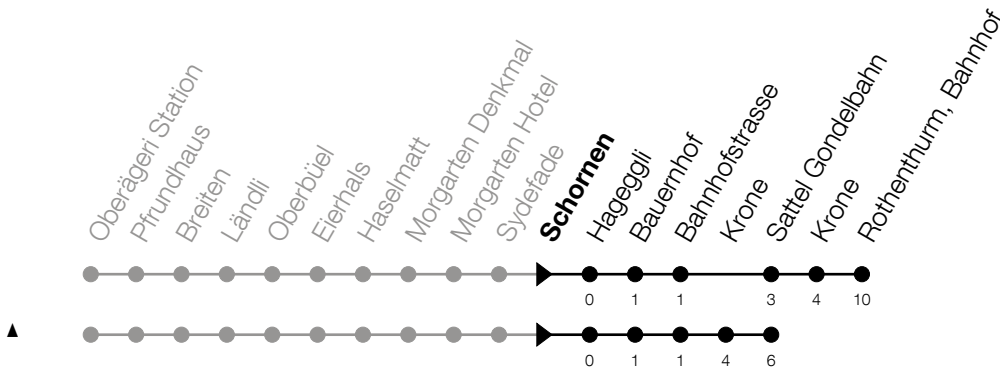 Oberägeri Station
Pfrundhaus
Breiten
Ländli
Oberbüel
Eierhals
Haselmatt
Morgarten Denkmal
Morgarten Hotel
Sydefade
Schornen
Hageggli
Bauernhof
Bahnhofstrasse
Krone
Sattel Gondelbahn
Krone
Rothenthurm, Bahnhof
0 1 1 3 4 10
0 1 1 4 6